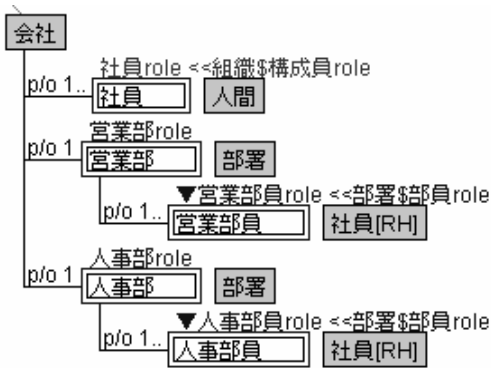 会社
社員role <<組織$構成員role
p/o 1.. 社員 人間
営業部role
p/o 1 営業部 部署
▼営業部員role <<部署$部員role
p/o 1.. 営業部員 社員[RH]
人事部role
p/o 1 人事部 部署
▼人事部員role <<部署$部員role
p/o 1.. 人事部員 社員[RH]